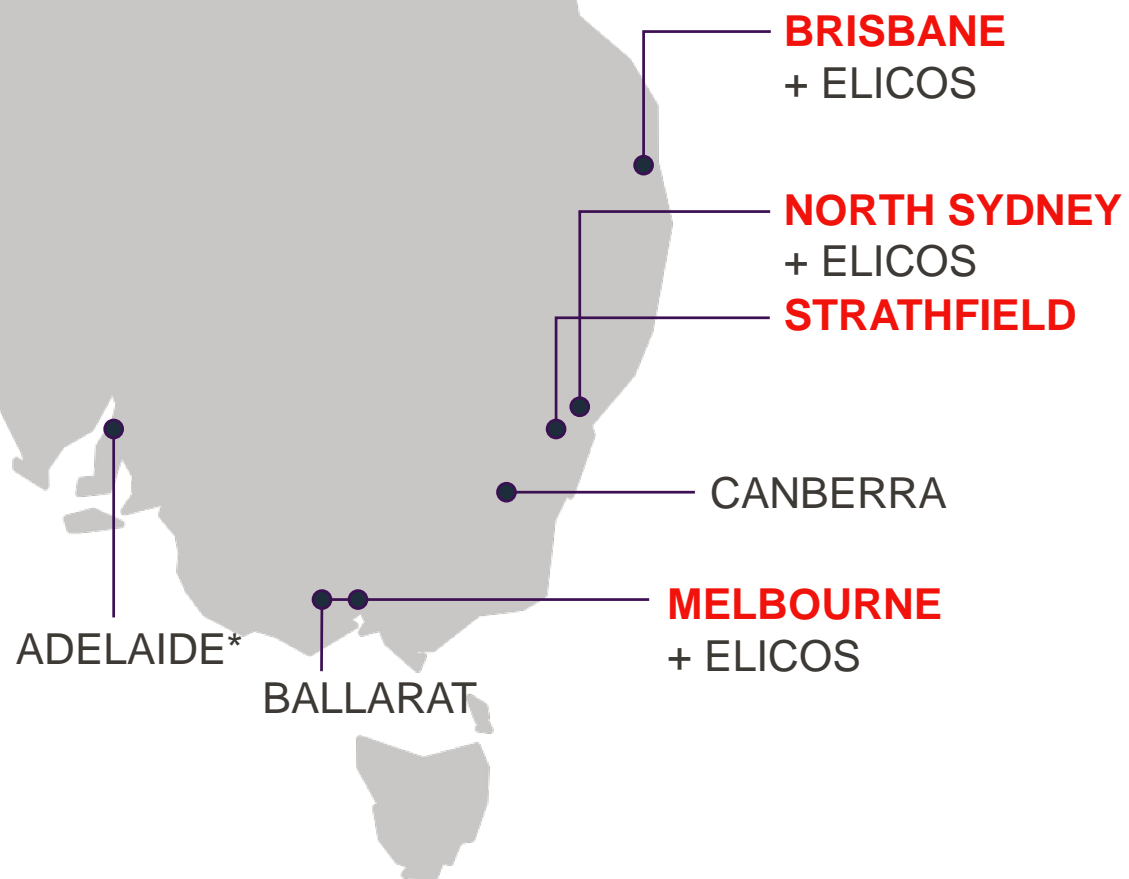 BRISBANE
+ ELICOS
NORTH SYDNEY
+ ELICOS
STRATHFIELD
CANBERRA
MELBOURNE
+ ELICOS
ADELAIDE*
BALLARAT